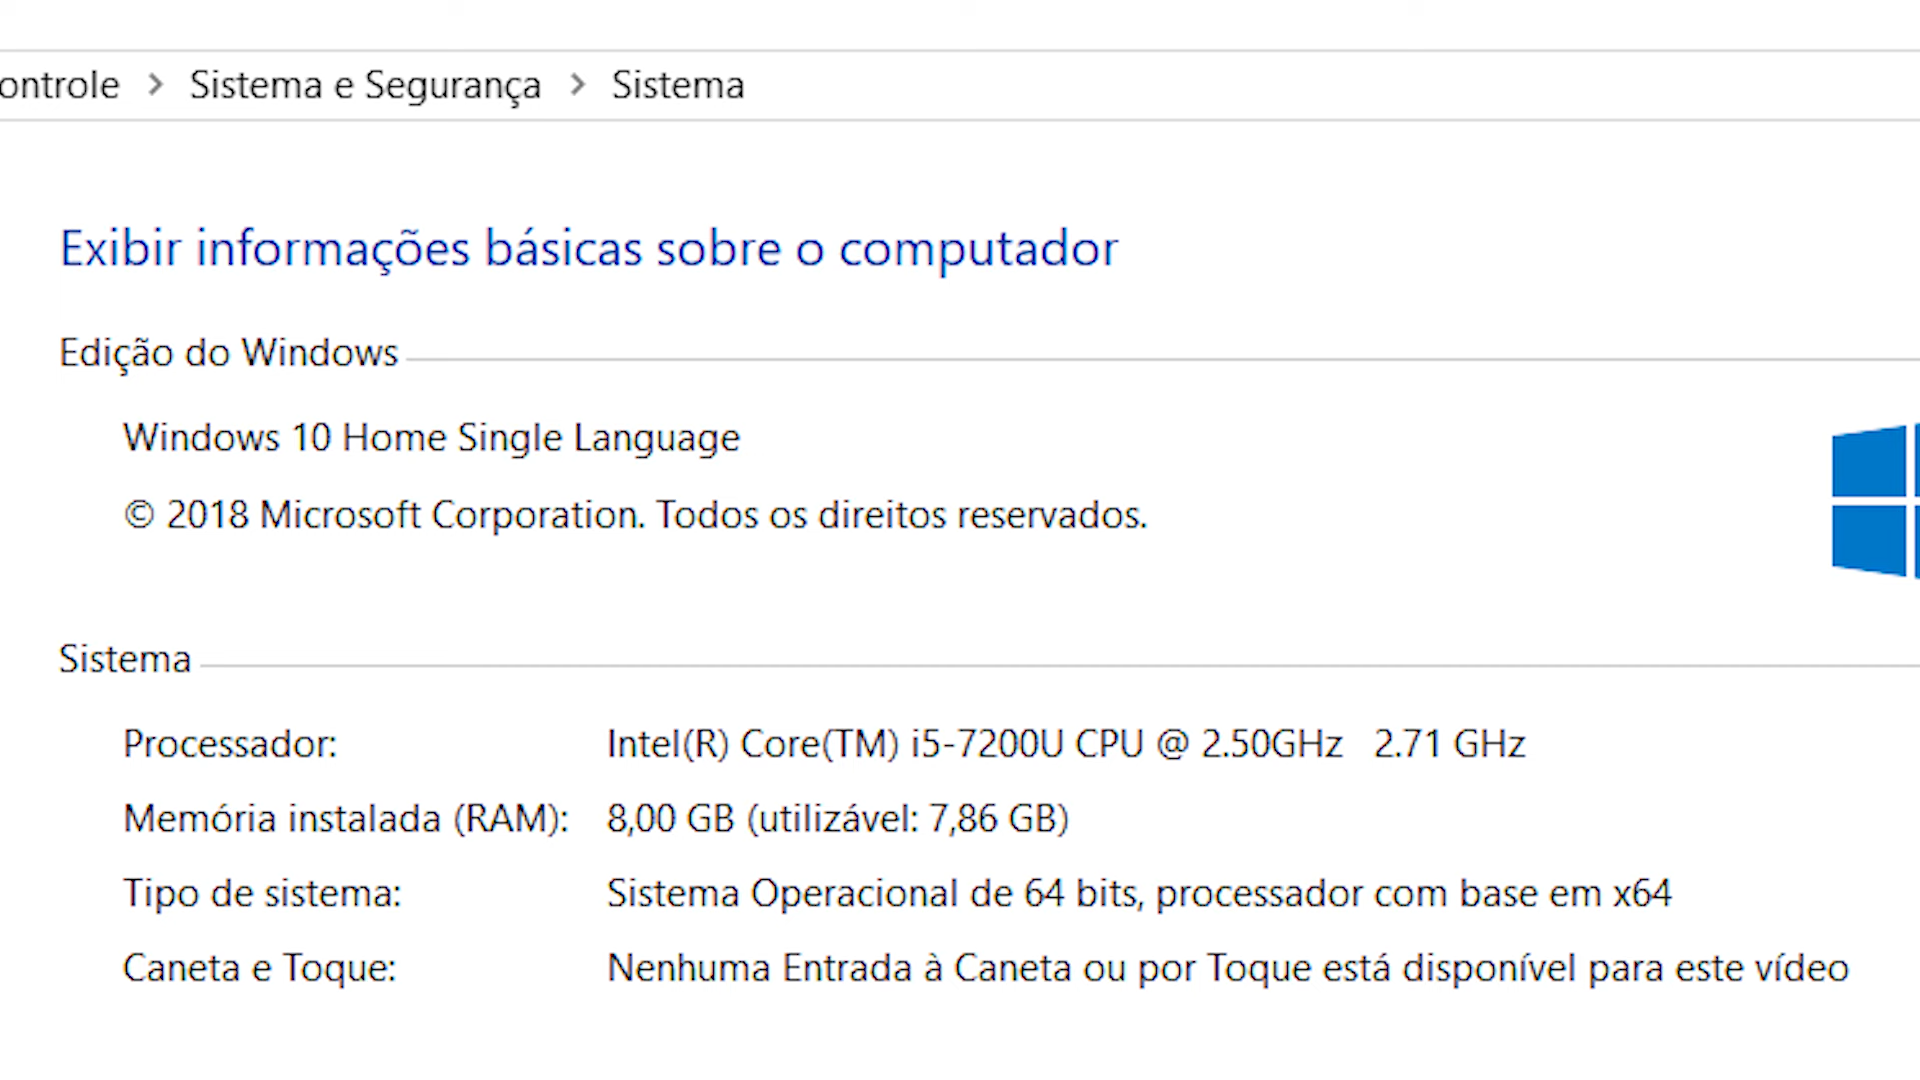 ontrole > Sistema e Segurança > Sistema
Exibir informações básicas sobre o computador
Edição do Windows
Windows 10 Home Single Language
© 2018 Microsoft Corporation. Todos os direitos reservados.
Sistema
Processador: Intel(R) Core(TM) i5-7200U CPU @ 2.50GHz 2.71 GHz
Memória instalada (RAM): 8,00 GB (utilizável: 7,86 GB)
Tipo de sistema: Sistema Operacional de 64 bits, processador com base em x64
Caneta e Toque: Nenhuma Entrada à Caneta ou por Toque está disponível para este vídeo